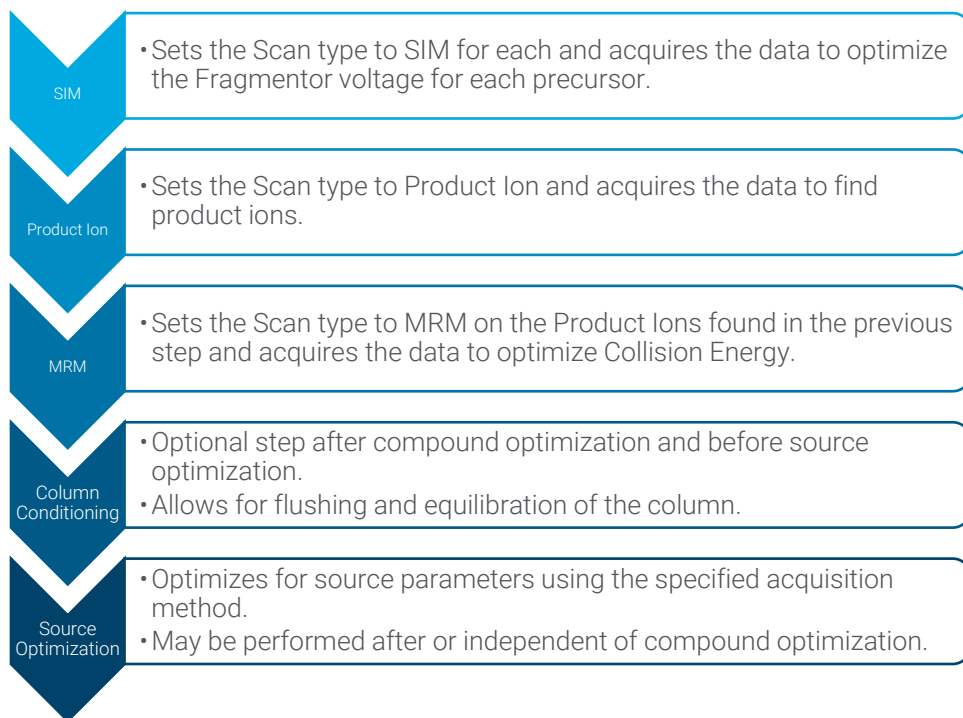 SIM
• Sets the Scan type to SIM for each and acquires the data to optimize
the Fragmentor voltage for each precursor.
Product Ion
• Sets the Scan type to Product Ion and acquires the data to find
product ions.
MRM
• Sets the Scan type to MRM on the Product Ions found in the previous
step and acquires the data to optimize Collision Energy.
Column
Conditioning
• Optional step after compound optimization and before source
optimization.
• Allows for flushing and equilibration of the column.
Source
Optimization
• Optimizes for source parameters using the specified acquisition
method.
• May be performed after or independent of compound optimization.